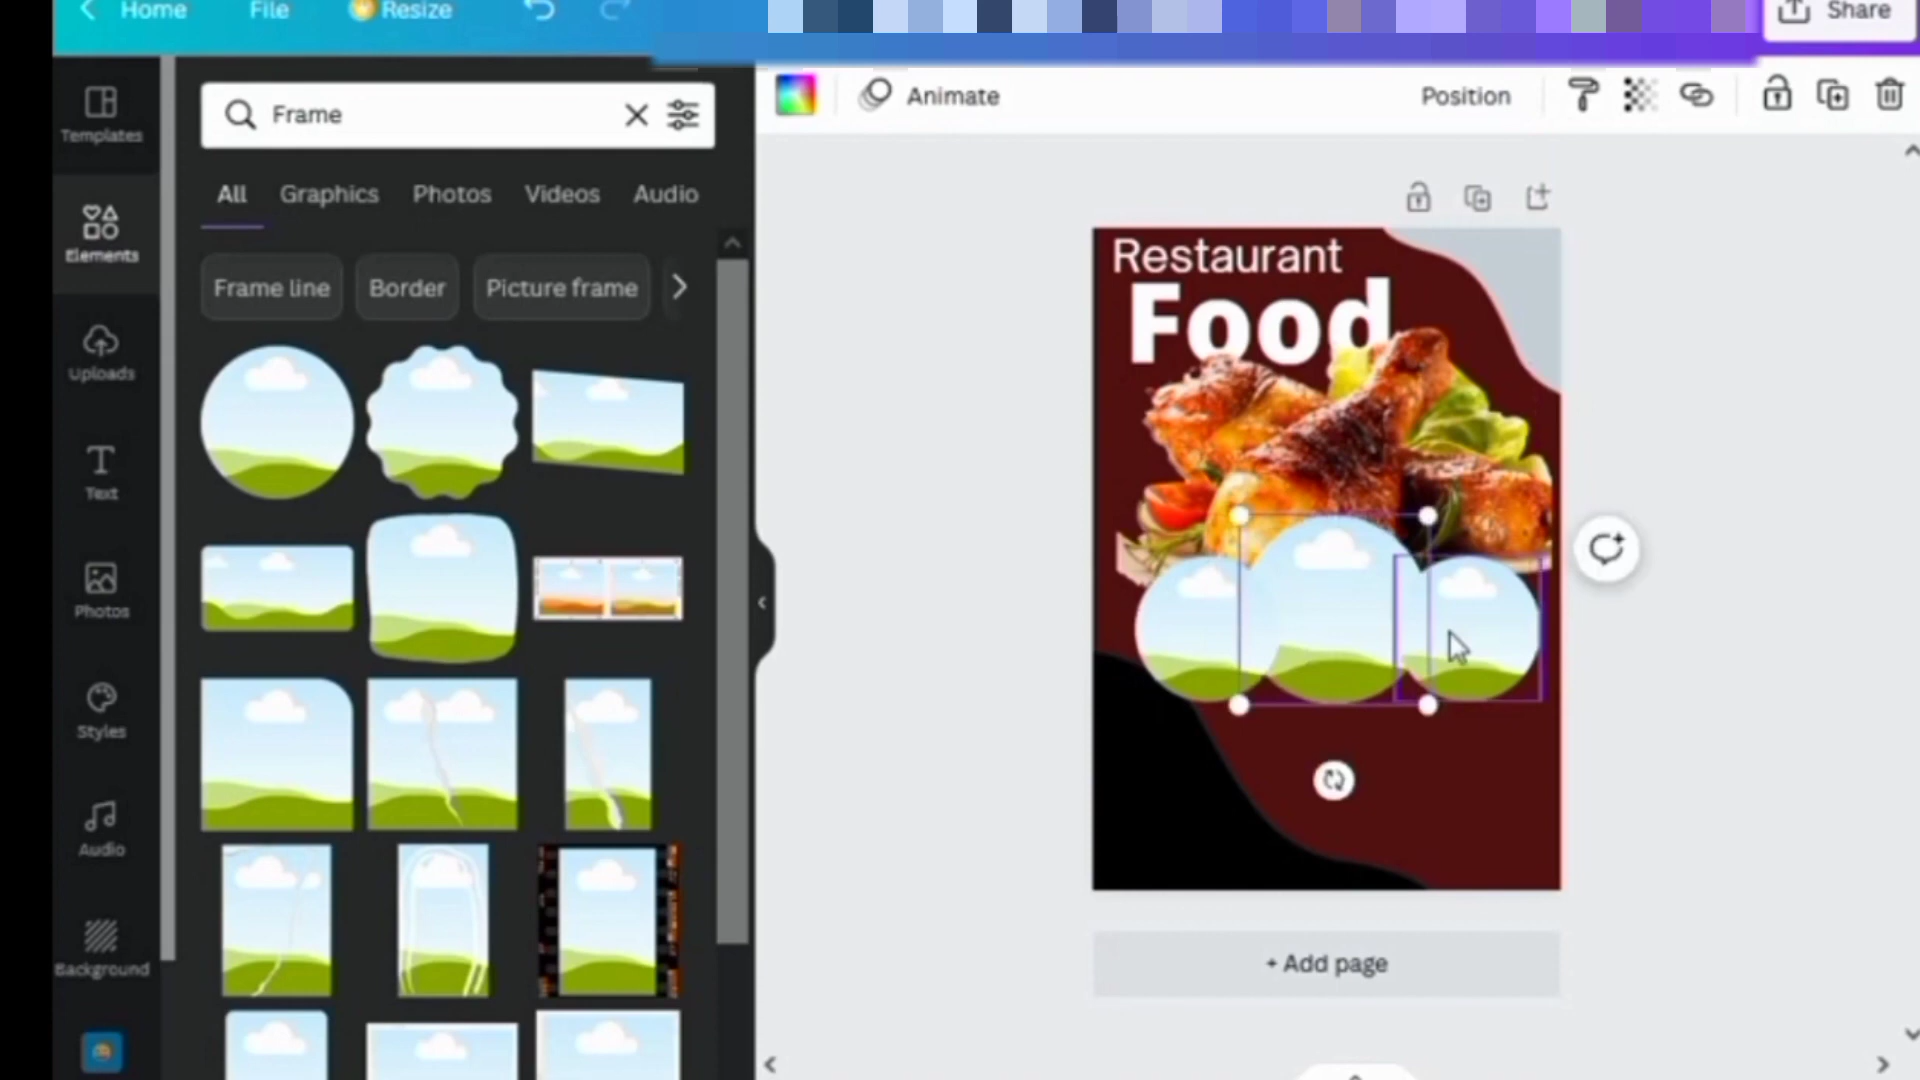 Home
File
Resize
Share
Templates
Elements
Uploads
Text
Photos
Styles
Audio
Background
Frame
All
Graphics
Photos
Videos
Audio
Frame line
Border
Picture frame
Animate
Position
Restaurant
Food
+ Add page